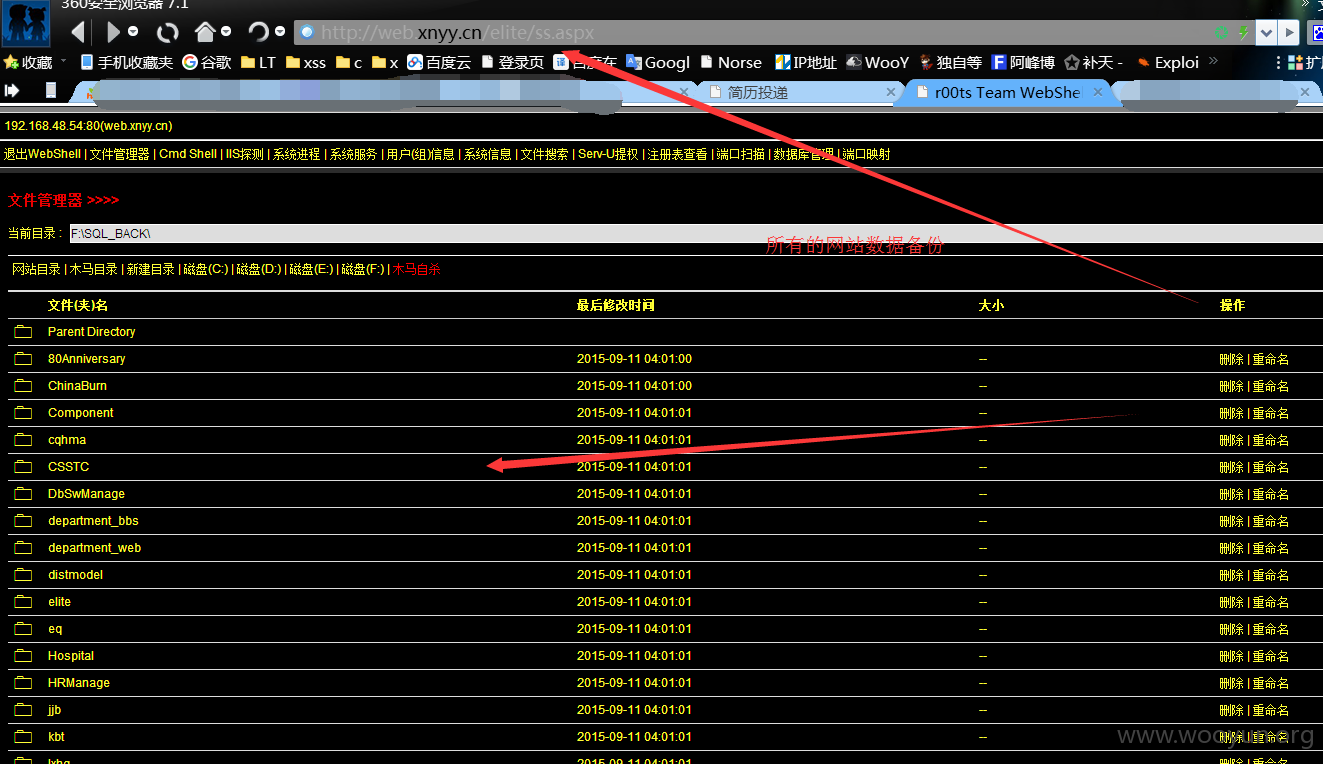 360安全浏览器 7.1
http://web.xnyy.cn/elite/ss.aspx
收藏 手机收藏夹 谷歌 LT xss c x 百度云 登录页 Googl Norse IP地址 WooY 独自等 阿峰博 补天 - Exploi »
简历投递 r00ts Team WebShe
192.168.48.54:80(web.xnyy.cn)
退出WebShell | 文件管理器 | Cmd Shell | IIS探测 | 系统进程 | 系统服务 | 用户(组)信息 | 系统信息 | 文件搜索 | Serv-U提权 | 注册表查看 | 端口扫描 | 数据库管理 | 端口映射
文件管理器 >>>>
当前目录 : F:\SQL_BACK\
所有的网站数据备份
网站目录 | 木马目录 | 新建目录 | 磁盘(C:) | 磁盘(D:) | 磁盘(E:) | 磁盘(F:) | 木马自杀
文件(夹)名 最后修改时间 大小 操作
Parent Directory
80Anniversary 2015-09-11 04:01:00 -- 删除 | 重命名
ChinaBurn 2015-09-11 04:01:00 -- 删除 | 重命名
Component 2015-09-11 04:01:01 -- 删除 | 重命名
cqhma 2015-09-11 04:01:01 -- 删除 | 重命名
CSSTC 2015-09-11 04:01:01 -- 删除 | 重命名
DbSwManage 2015-09-11 04:01:01 -- 删除 | 重命名
department_bbs 2015-09-11 04:01:01 -- 删除 | 重命名
department_web 2015-09-11 04:01:01 -- 删除 | 重命名
distmodel 2015-09-11 04:01:01 -- 删除 | 重命名
elite 2015-09-11 04:01:01 -- 删除 | 重命名
eq 2015-09-11 04:01:01 -- 删除 | 重命名
Hospital 2015-09-11 04:01:01 -- 删除 | 重命名
HRManage 2015-09-11 04:01:01 -- 删除 | 重命名
jjb 2015-09-11 04:01:01 -- 删除 | 重命名
kbt 2015-09-11 04:01:01 -- 删除 | 重命名
www.wooyun.org
2015-09-11 04:01:01 -- 删除 | 重命名